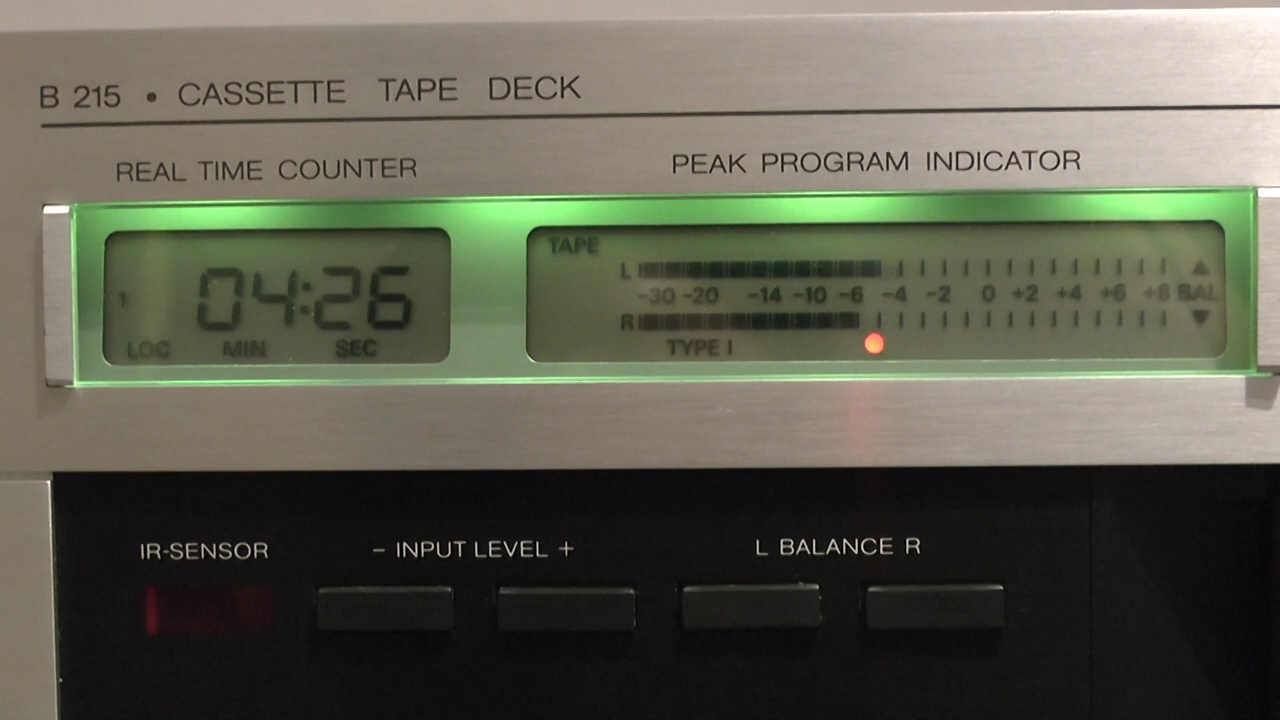 B 215 • CASSETTE TAPE DECK
REAL TIME COUNTER
PEAK PROGRAM INDICATOR
TAPE
1 04:26
LOC MIN SEC
L
-30 -20 -14 -10 -6 -4 -2 0 +2 +4 +6 +8 BAL
R
TYPE I
IR-SENSOR
- INPUT LEVEL +
L BALANCE R